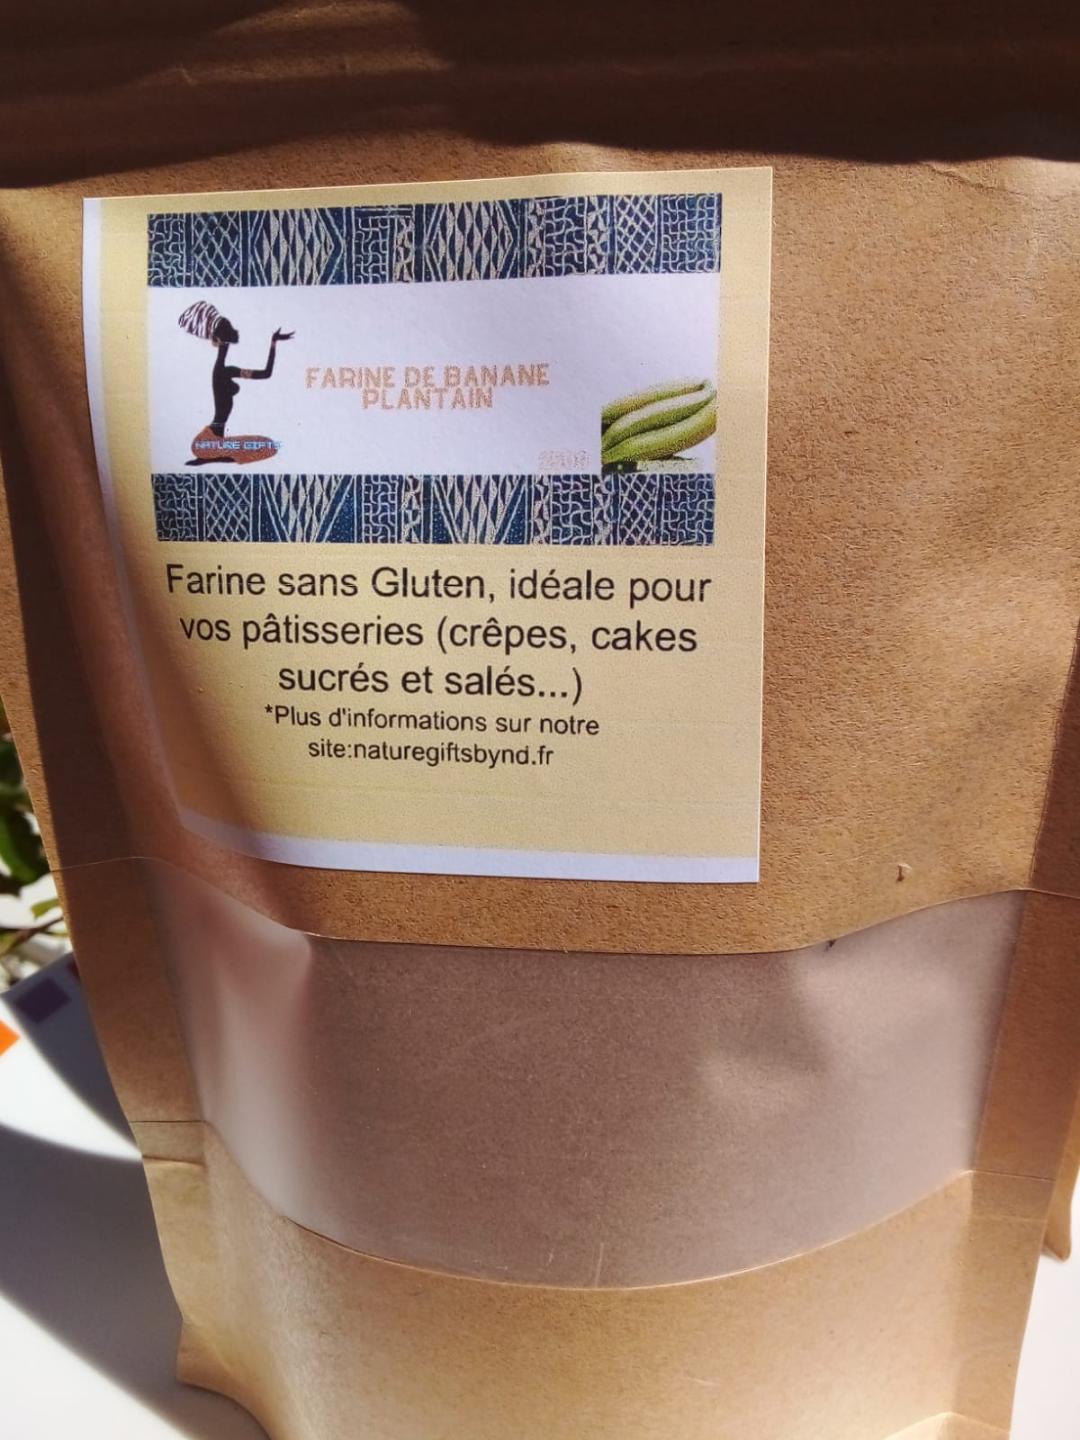 FARINE DE BANANE
PLANTAIN
NATURE GIFTS
Farine sans Gluten, idéale pour
vos pâtisseries (crêpes, cakes
sucrés et salés...)
*Plus d'informations sur notre
site:naturegiftsbynd.fr